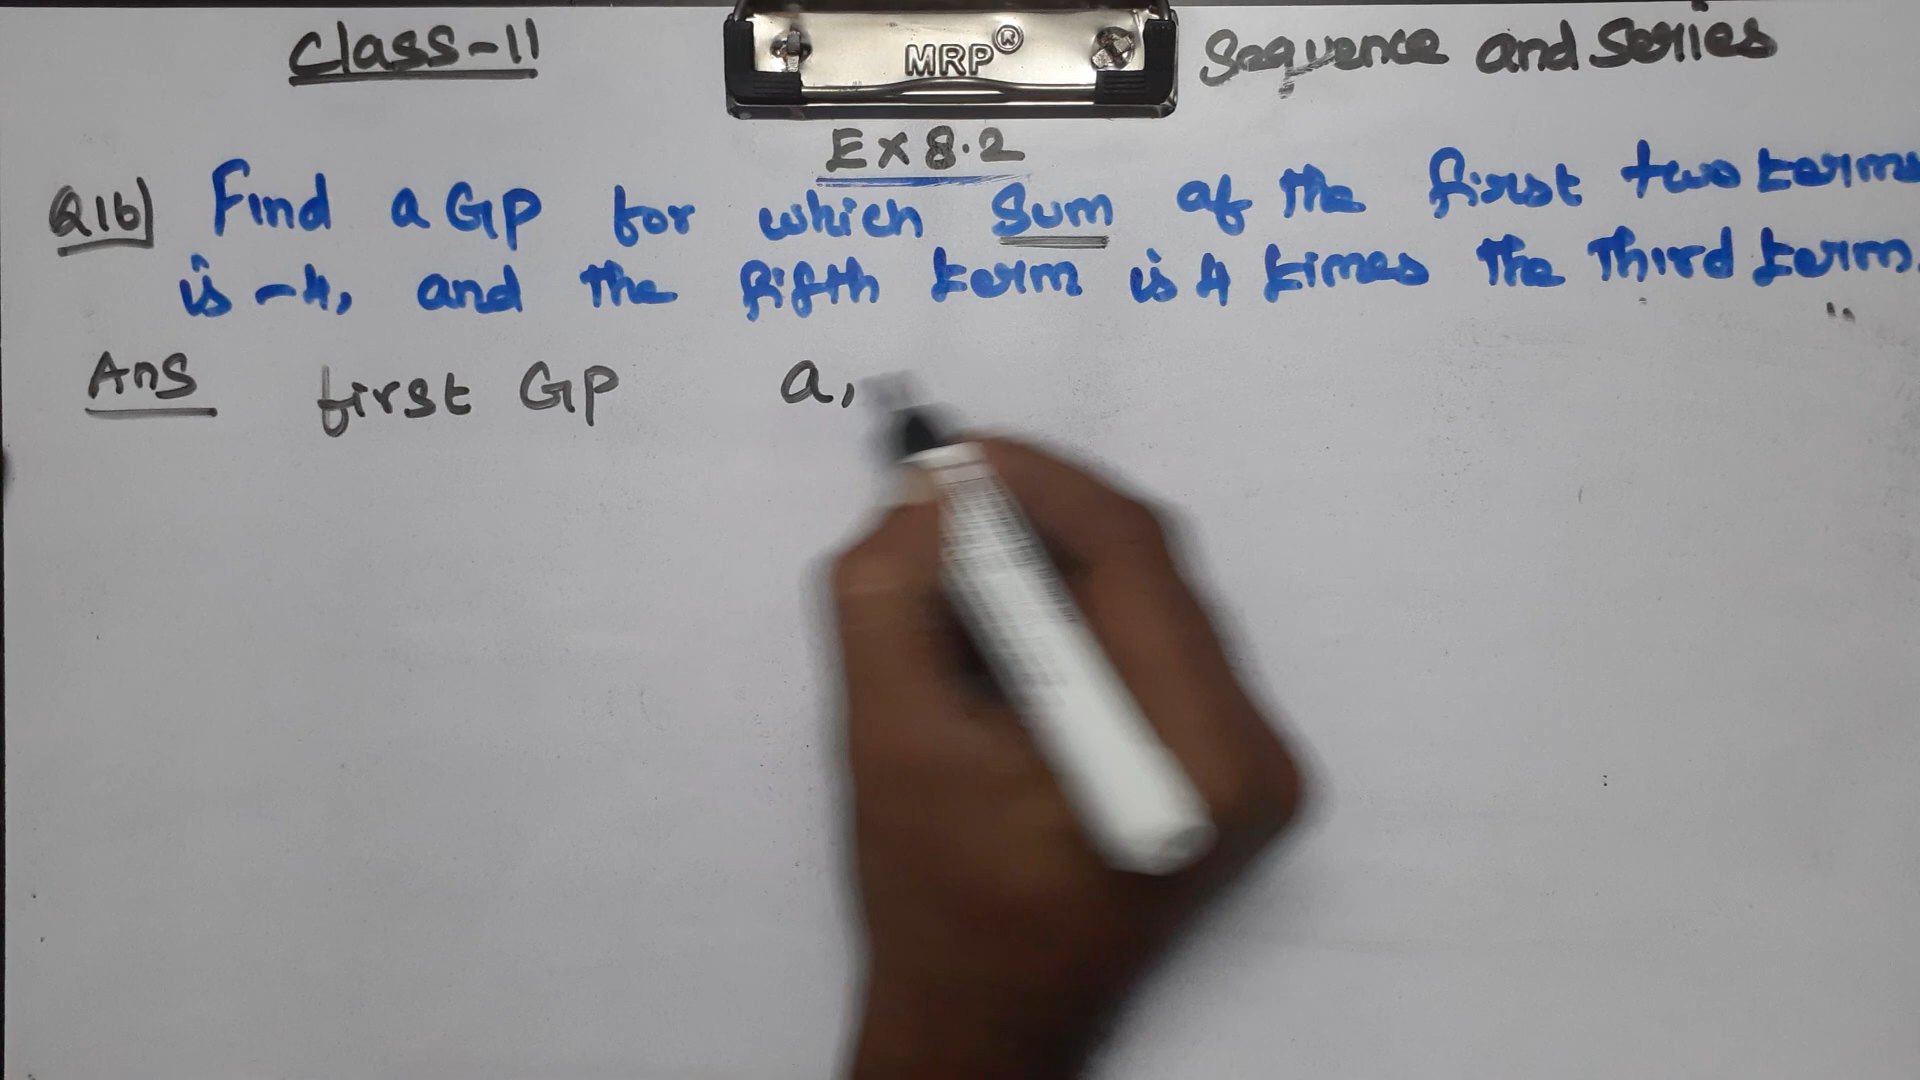 Class-11
MRP®
Sequence and Series
EX 8.2
Q16) Find a GP for which Sum of the first two terms
is -4, and the fifth term is 4 times the Third term.
Ans first GP a,